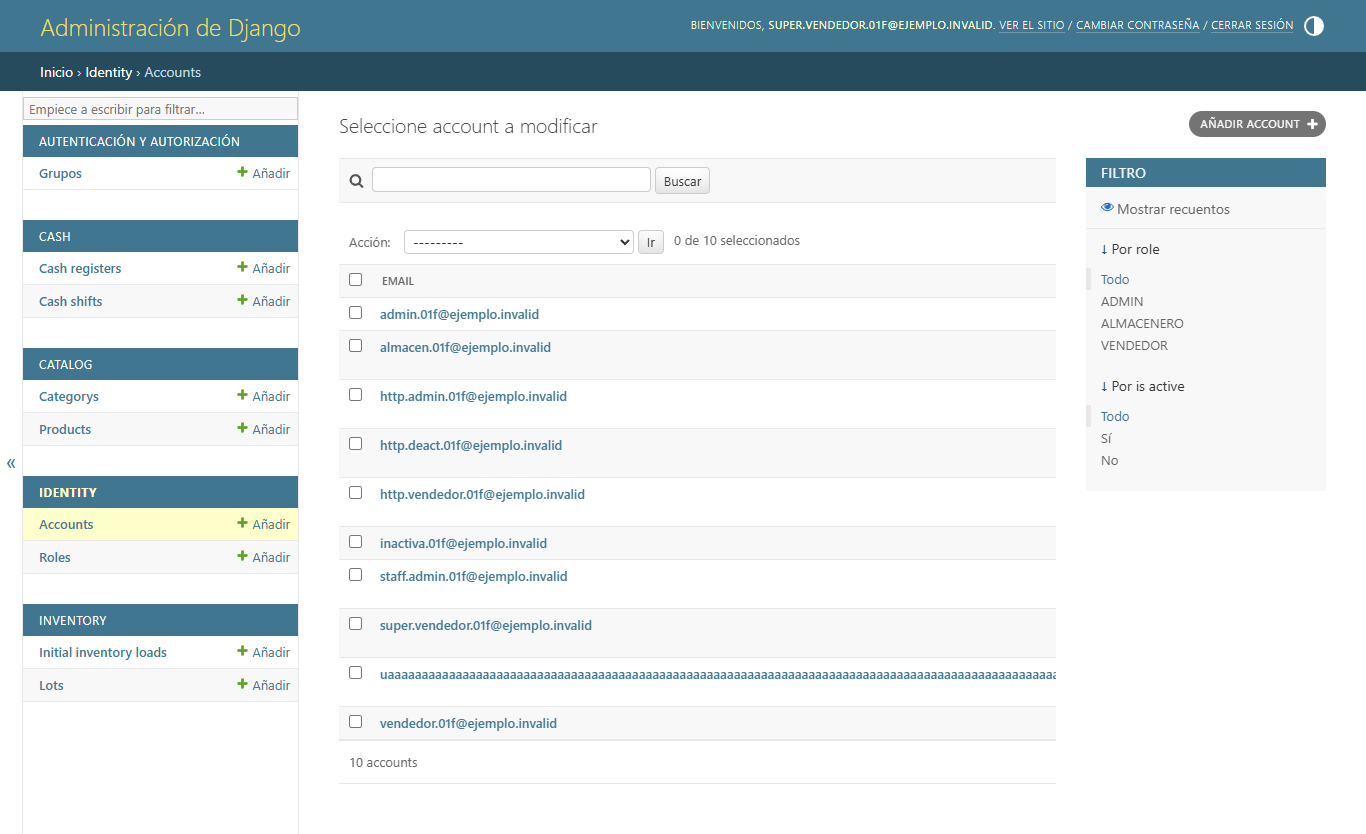 Administración de Django
BIENVENIDOS, SUPER.VENDEDOR.01F@EJEMPLO.INVALID. VER EL SITIO / CAMBIAR CONTRASEÑA / CERRAR SESIÓN
Inicio › Identity › Accounts
Empiece a escribir para filtrar...
AUTENTICACIÓN Y AUTORIZACIÓN
Grupos + Añadir
CASH
Cash registers + Añadir
Cash shifts + Añadir
CATALOG
Categorys + Añadir
Products + Añadir
«
IDENTITY
Accounts + Añadir
Roles + Añadir
INVENTORY
Initial inventory loads + Añadir
Lots + Añadir
Seleccione account a modificar
AÑADIR ACCOUNT +
Buscar
Acción: --------- Ir 0 de 10 seleccionados
EMAIL
admin.01f@ejemplo.invalid
almacen.01f@ejemplo.invalid
http.admin.01f@ejemplo.invalid
http.deact.01f@ejemplo.invalid
http.vendedor.01f@ejemplo.invalid
inactiva.01f@ejemplo.invalid
staff.admin.01f@ejemplo.invalid
super.vendedor.01f@ejemplo.invalid
vendedor.01f@ejemplo.invalid
10 accounts
FILTRO
Mostrar recuentos
↓ Por role
Todo
ADMIN
ALMACENERO
VENDEDOR
↓ Por is active
Todo
Sí
No